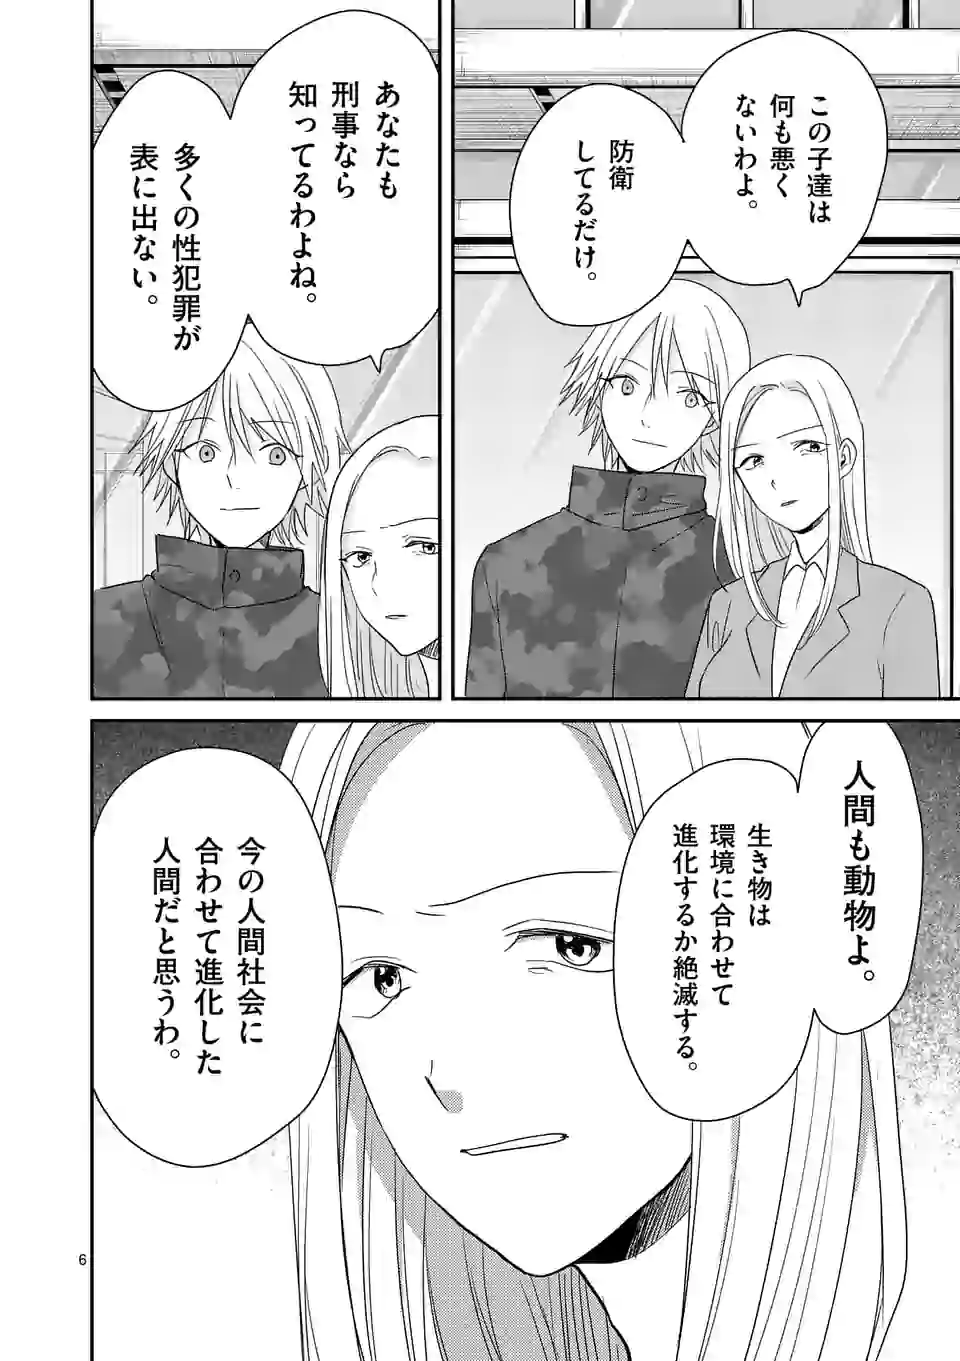 この子達は
何も悪く
ないわよ。
防衛
してるだけ。
あなたも
刑事なら
知ってるわよね。
多くの性犯罪が
表に出ない。
人間も動物よ。
生き物は
環境に合わせて
進化するか絶滅する。
今の人間社会に
合わせて進化した
人間だと思うわ。
6